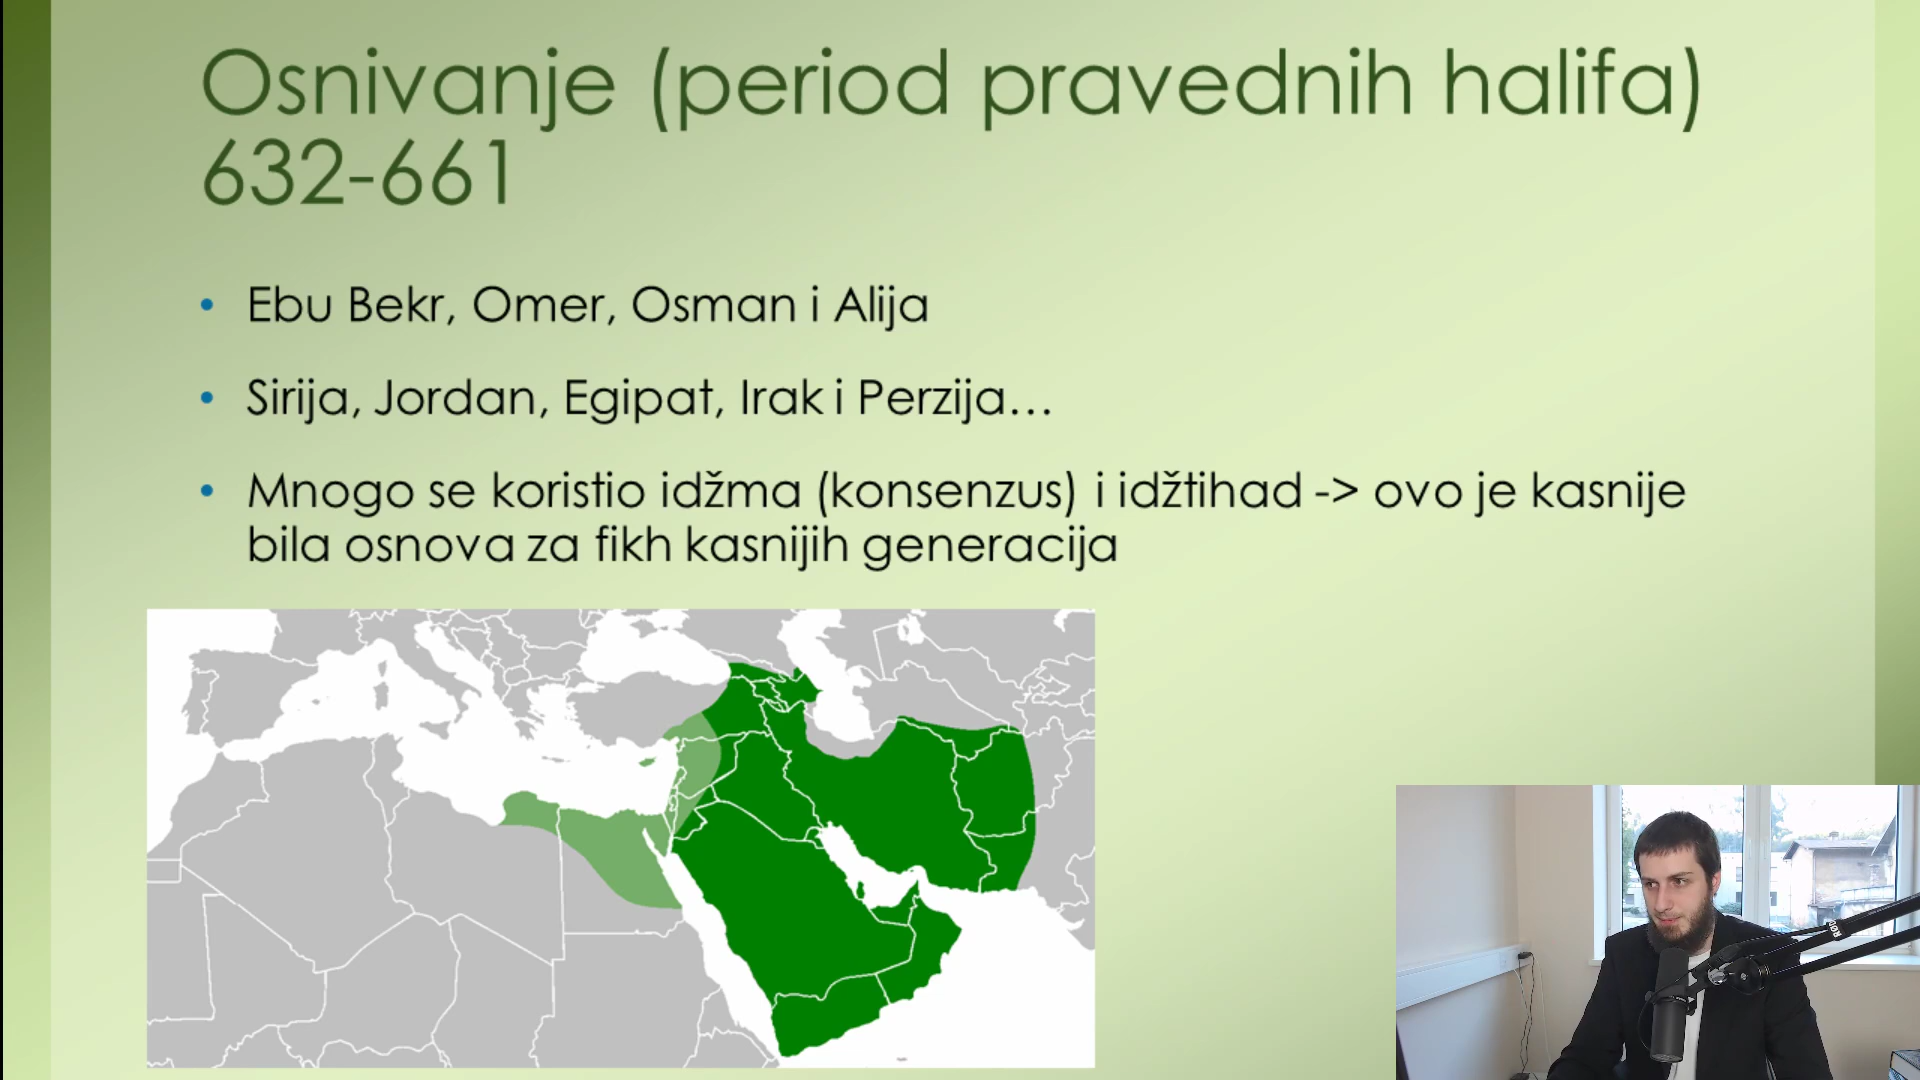 Osnivanje (period pravednih halifa)
632-661
• Ebu Bekr, Omer, Osman i Alija
• Sirija, Jordan, Egipat, Irak i Perzija…
• Mnogo se koristio idžma (konsenzus) i idžtihad -> ovo je kasnije
bila osnova za fikh kasnijih generacija